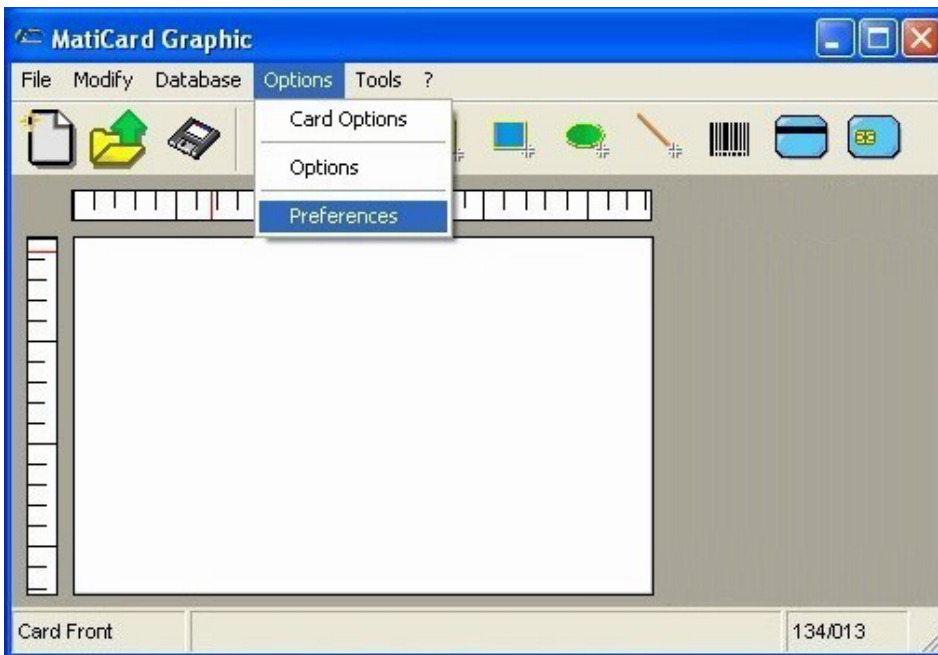 MatiCard Graphic
File Modify Database Options Tools ?
Card Options
Options
Preferences
Card Front 134/013